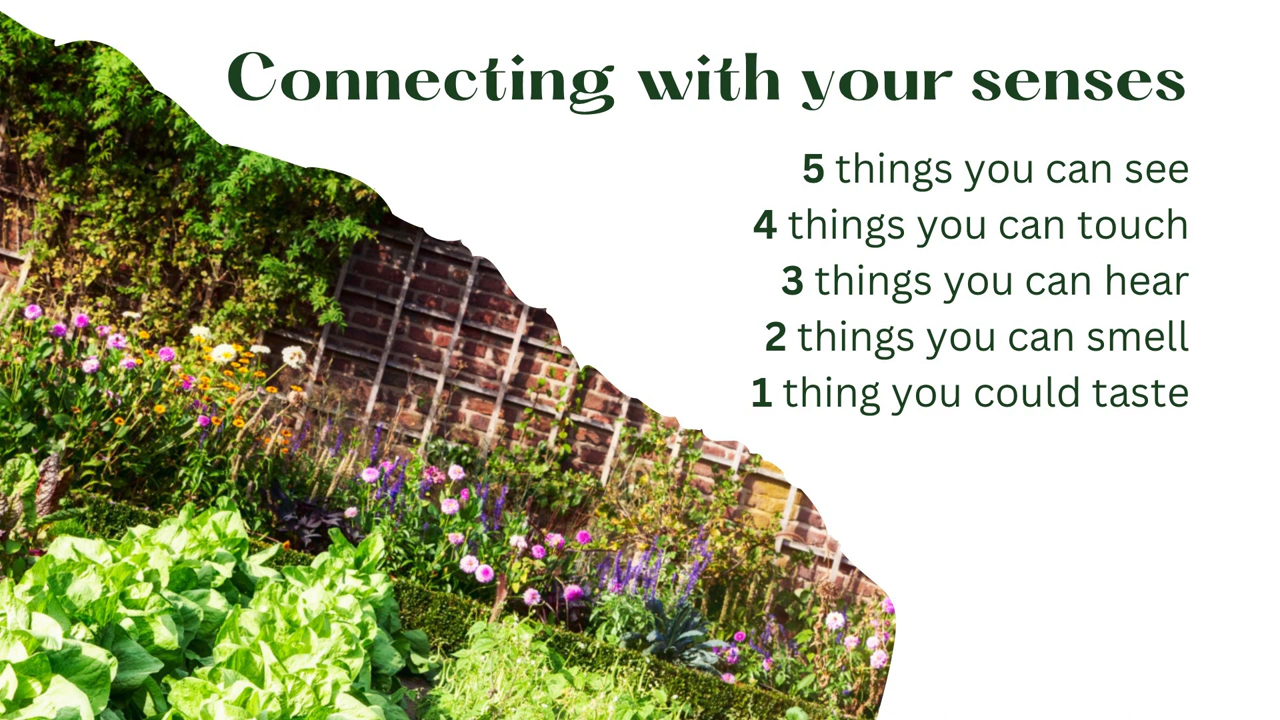 Connecting with your senses
5 things you can see
4 things you can touch
3 things you can hear
2 things you can smell
1 thing you could taste